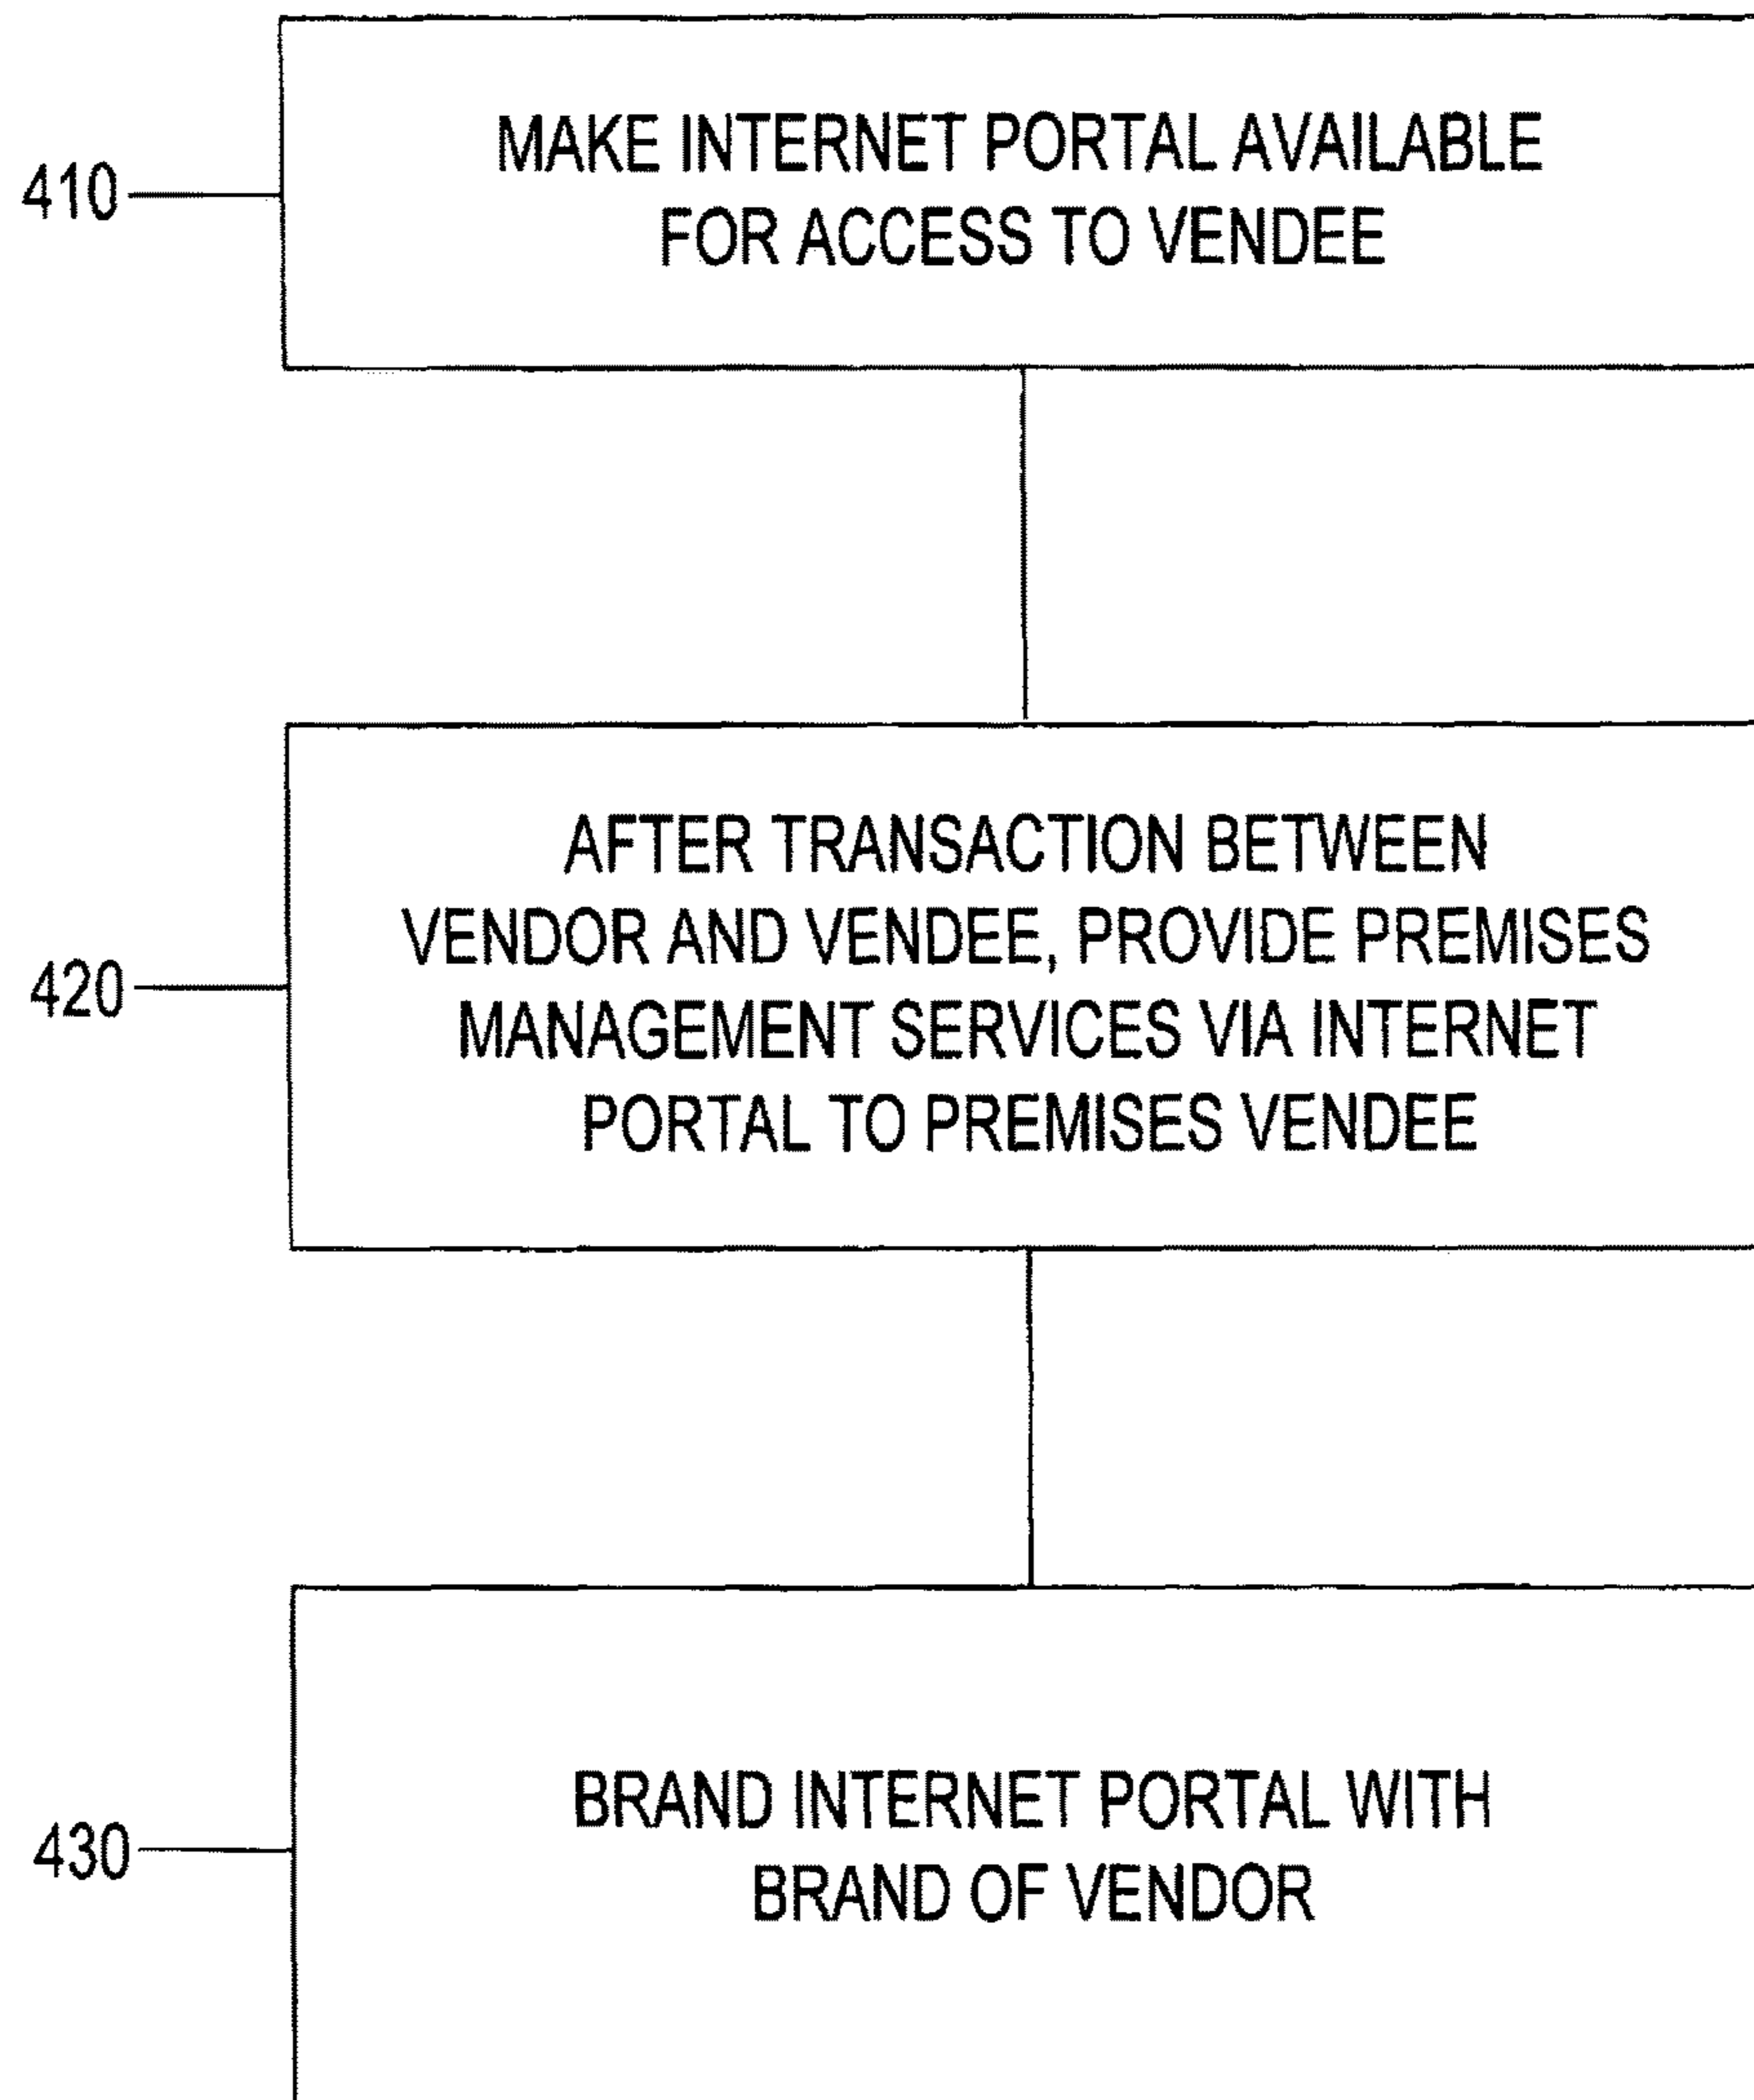 MAKE INTERNET PORTAL AVAILABLE
410
FOR ACCESS TO VENDEE
AFTER TRANSACTION BETWEEN
VENDOR AND VENDEE, PROVIDE PREMISES
420
MANAGEMENT SERVICES VIA INTERNET
PORTAL TO PREMISES VENDEE
BRAND INTERNET PORTAL WITH
430
BRAND OF VENDOR